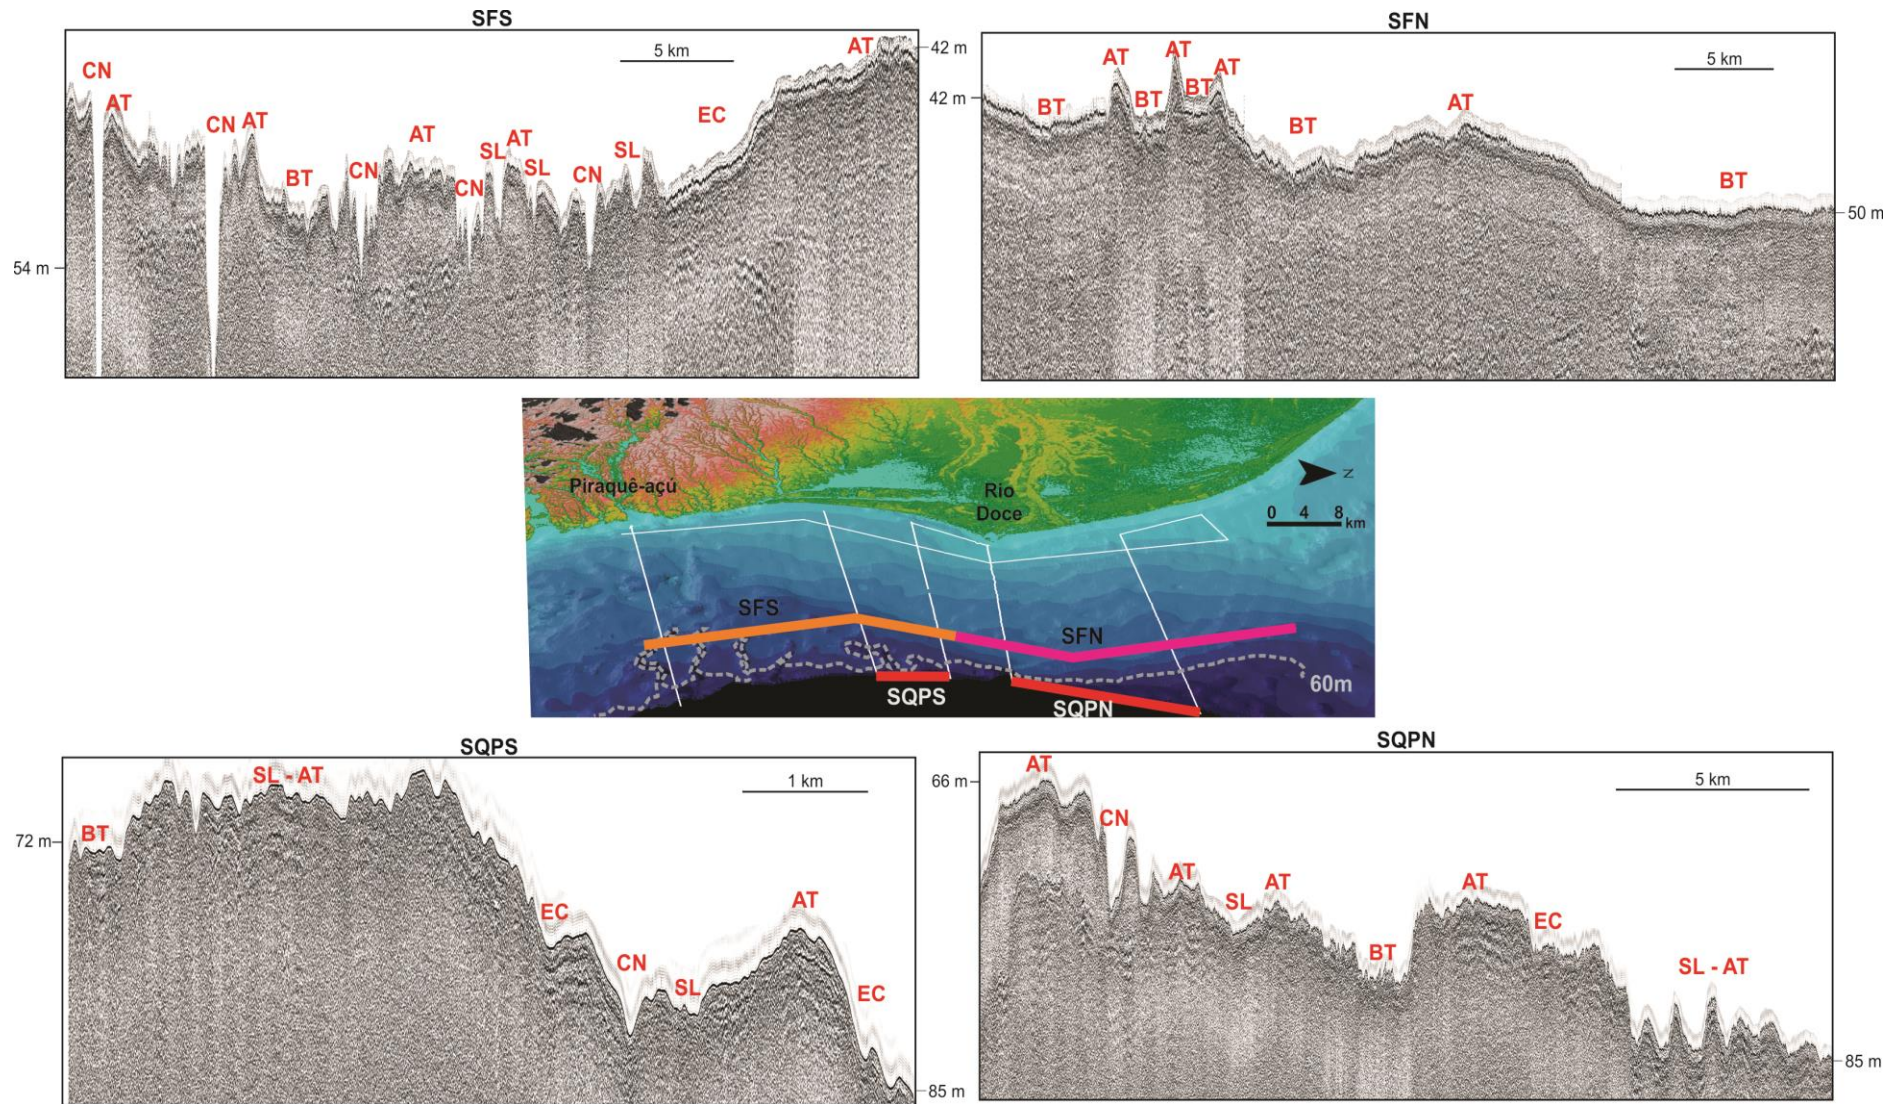 SFS
5 km
AT
42 m
CN
AT
CN
AT
AT
EC
SL
AT
SL
SL
BT
CN
CN
CN
54 m
SFN
5 km
AT
AT
AT
42 m
BT
BT
BT
AT
BT
BT
50 m
Piraquê-açú
Rio
Doce
N
0 4 8
km
SFS
SFN
60m
SQPS
SQPN
SQPS
SL - AT
1 km
72 m
BT
EC
AT
CN
SL
EC
85 m
SQPN
AT
66 m
5 km
CN
AT
SL
AT
AT
EC
BT
SL - AT
85 m